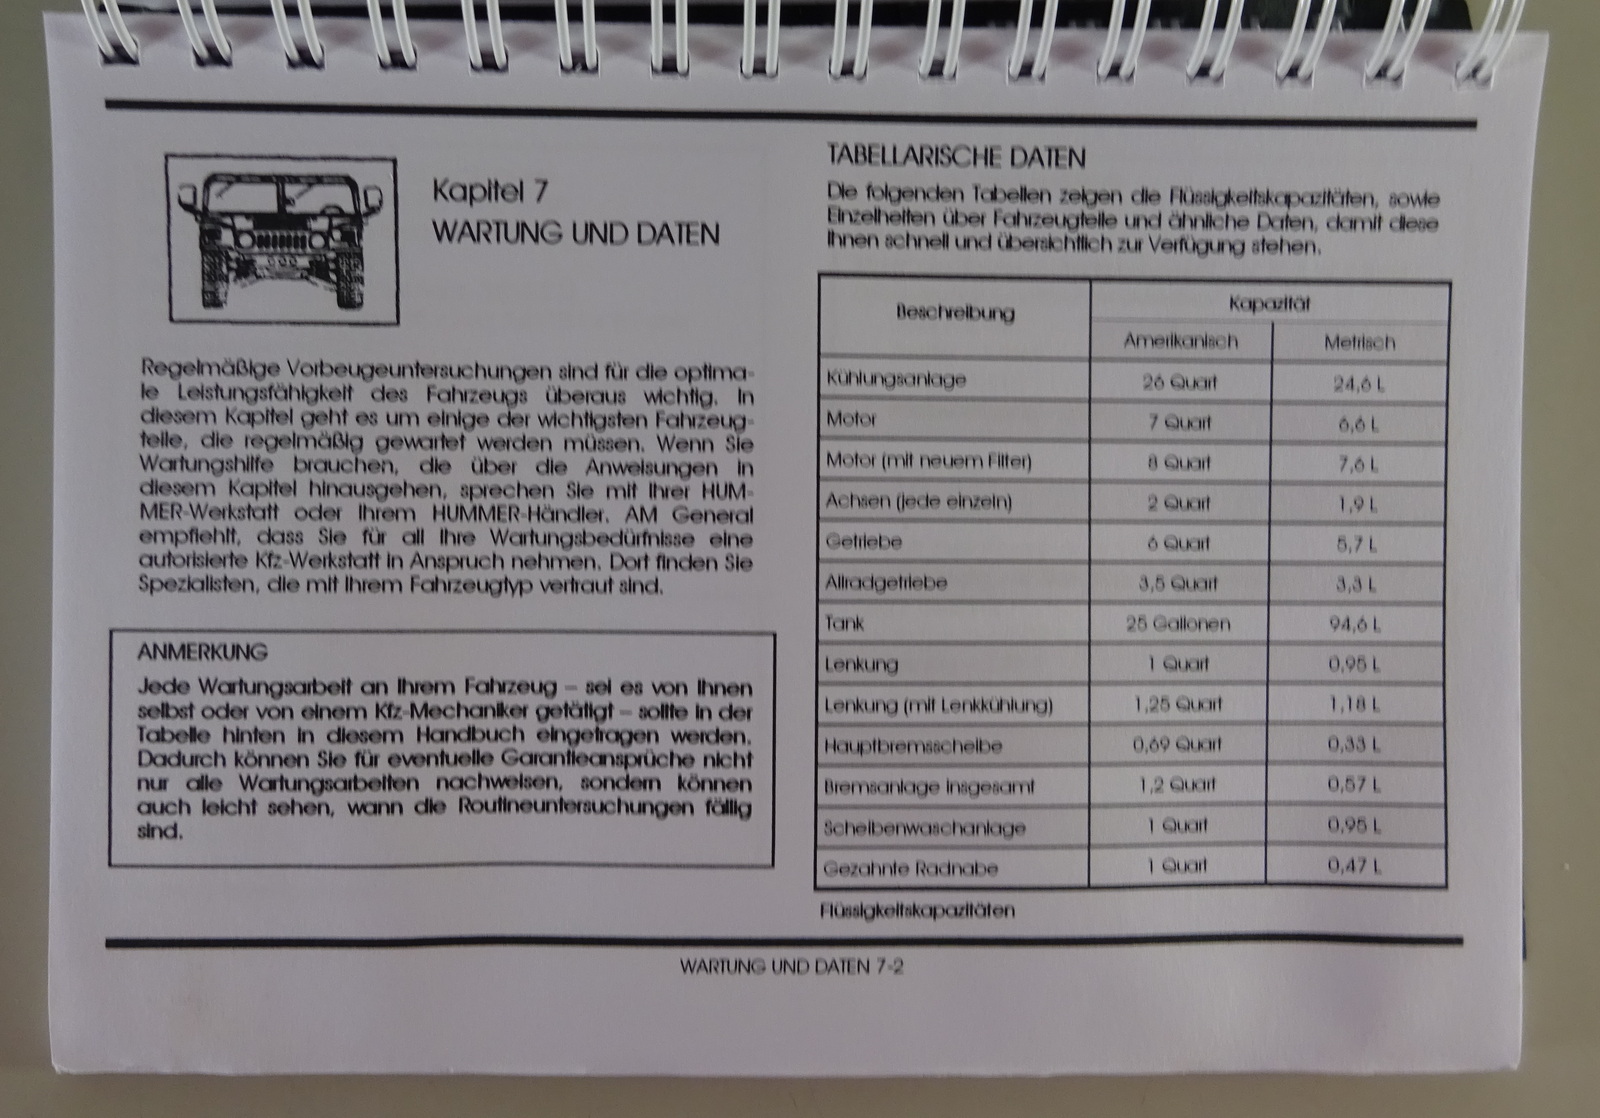 Kapitel 7
WARTUNG UND DATEN
Regelmäßige Vorbeugeuntersuchungen sind für die optima-
le Leistungsfähigkeit des Fahrzeugs überaus wichtig. In
diesem Kapitel geht es um einige der wichtigsten Fahrzeug-
teile, die regelmäßig gewartet werden müssen. Wenn Sie
Wartungshilfe brauchen, die über die Anweisungen in
diesem Kapitel hinausgehen, sprechen Sie mit Ihrer HUM-
MER-Werkstatt oder Ihrem HUMMER-Händler. AM General
empfiehlt, dass Sie für all Ihre Wartungsbedürfnisse eine
autorisierte Kfz-Werkstatt in Anspruch nehmen. Dort finden Sie
Spezialisten, die mit Ihrem Fahrzeugtyp vertraut sind.
ANMERKUNG
Jede Wartungsarbeit an Ihrem Fahrzeug – sei es von Ihnen
selbst oder von einem Kfz-Mechaniker getätigt – sollte in der
Tabelle hinten in diesem Handbuch eingetragen werden.
Dadurch können Sie für eventuelle Garantieansprüche nicht
nur alle Wartungsarbeiten nachweisen, sondern können
auch leicht sehen, wann die Routineuntersuchungen fällig
sind.
TABELLARISCHE DATEN
Die folgenden Tabellen zeigen die Flüssigkeitskapazitäten, sowie
Einzelheiten über Fahrzeugteile und ähnliche Daten, damit diese
Ihnen schnell und übersichtlich zur Verfügung stehen.
Beschreibung Kapazität
Amerikanisch Metrisch
Kühlungsanlage 26 Quart 24,6 L
Motor 7 Quart 6,6 L
Motor (mit neuem Filter) 8 Quart 7,6 L
Achsen (jede einzeln) 2 Quart 1,9 L
Getriebe 6 Quart 5,7 L
Allradgetriebe 3,5 Quart 3,3 L
Tank 25 Gallonen 94,6 L
Lenkung 1 Quart 0,95 L
Lenkung (mit Lenkkühlung) 1,25 Quart 1,18 L
Hauptbremsscheibe 0,69 Quart 0,33 L
Bremsanlage insgesamt 1,2 Quart 0,57 L
Scheibenwaschanlage 1 Quart 0,95 L
Gezahnte Radnabe 1 Quart 0,47 L
Flüssigkeitskapazitäten
WARTUNG UND DATEN 7-2